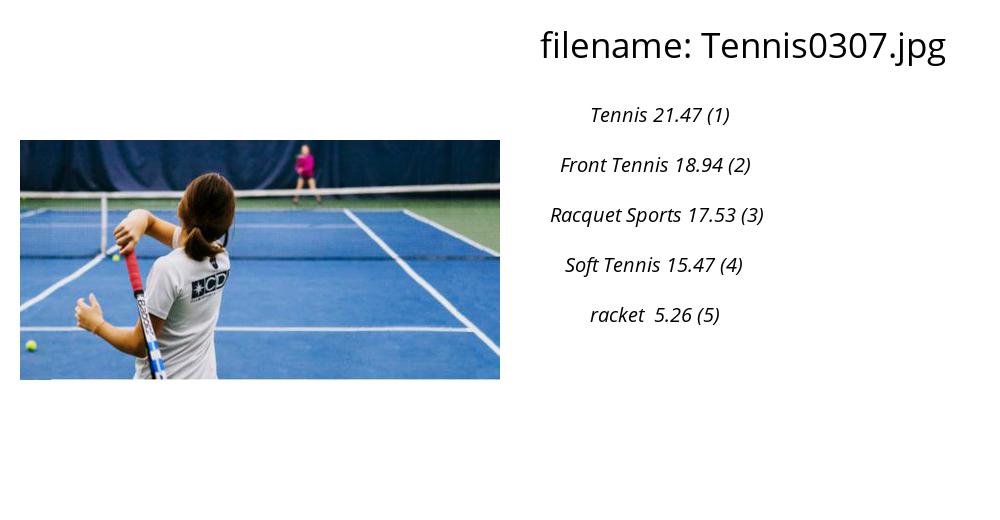 filename: Tennis0307.jpg
Tennis 21.47 (1)
Front Tennis 18.94 (2)
Racquet Sports 17.53 (3)
Soft Tennis 15.47 (4)
racket  5.26 (5)
CD